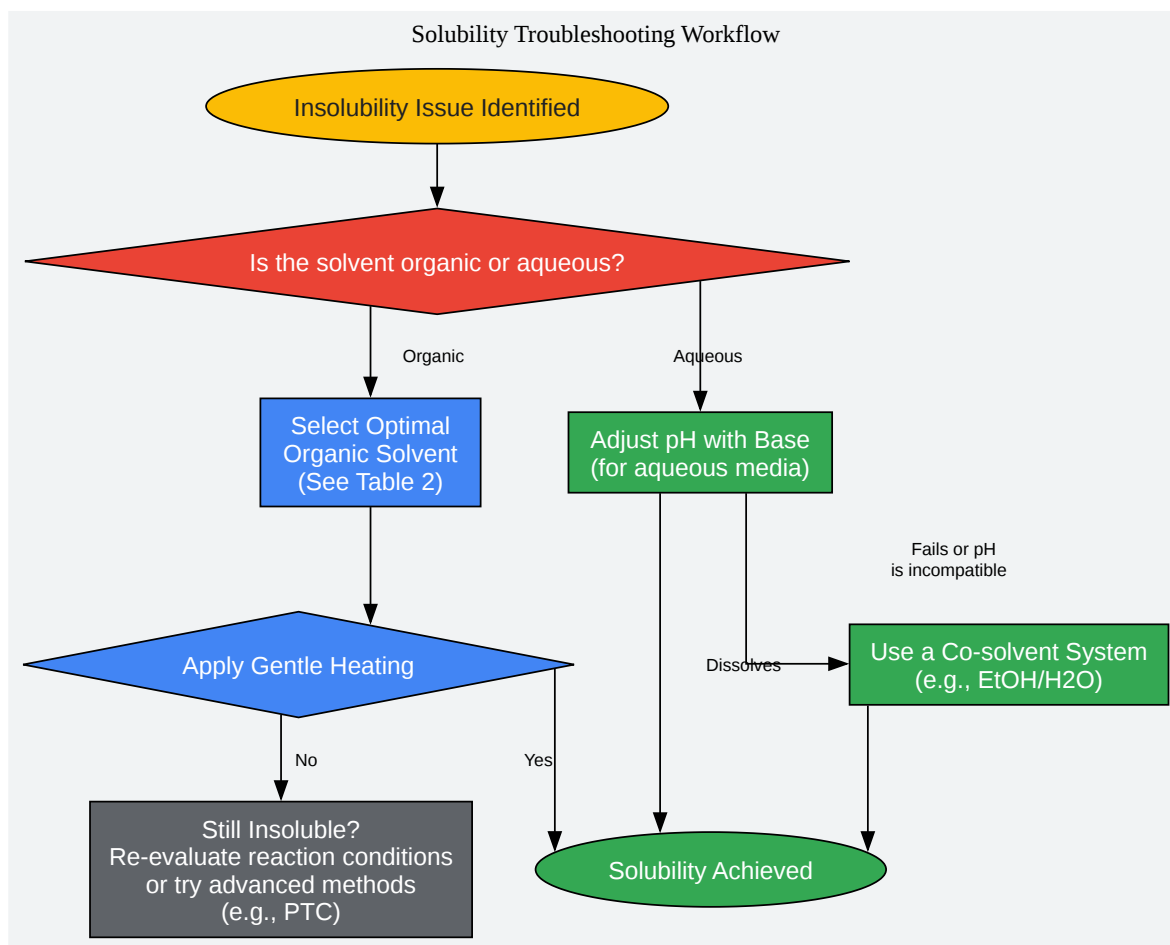 Solubility Troubleshooting Workflow
Insolubility Issue Identified
Is the solvent organic or aqueous?
Organic
Aqueous
Select Optimal
Organic Solvent
(See Table 2)
Adjust pH with Base
(for aqueous media)
Fails or pH
is incompatible
Apply Gentle Heating
Dissolves
Use a Co-solvent System
(e.g., EtOH/H2O)
No
Yes
Still Insoluble?
Re-evaluate reaction conditions
or try advanced methods
(e.g., PTC)
Solubility Achieved